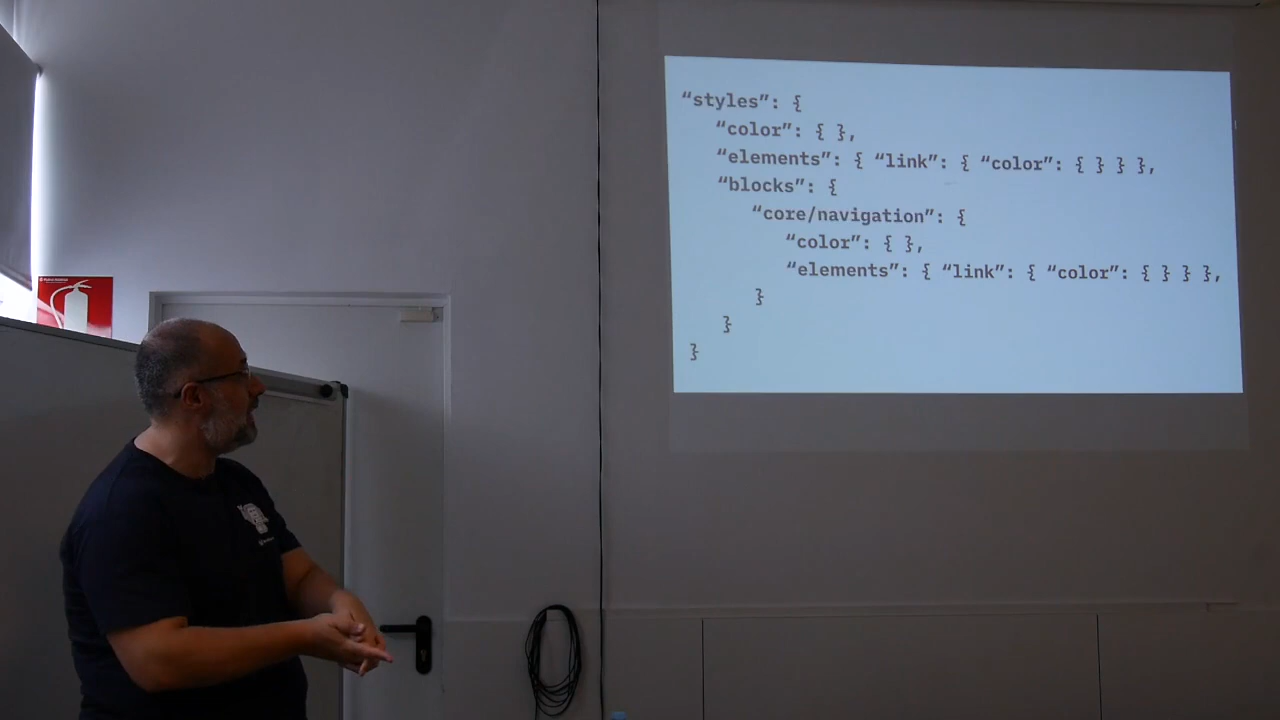 “styles”: {
“color”: { },
“elements”: { “link”: { “color”: { } } },
“blocks”: {
“core/navigation”: {
“color”: { },
“elements”: { “link”: { “color”: { } } },
}
}
}